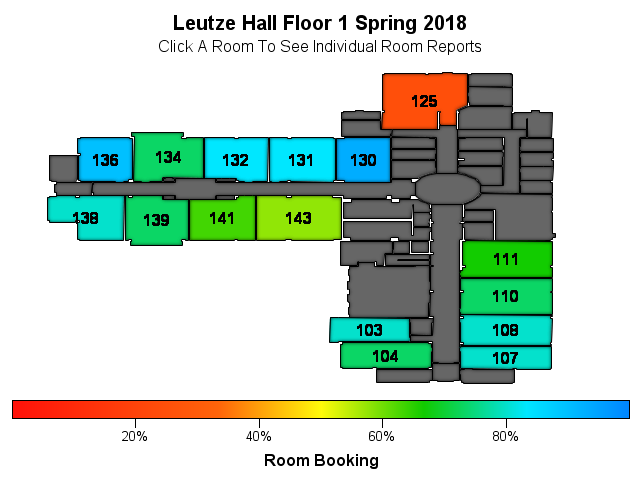 Leutze Hall Floor 1 Spring 2018
Click A Room To See Individual Room Reports
125
136 134 132 131 130
138 139 141 143
111
110
103 108
104 107
20% 40% 60% 80%
Room Booking